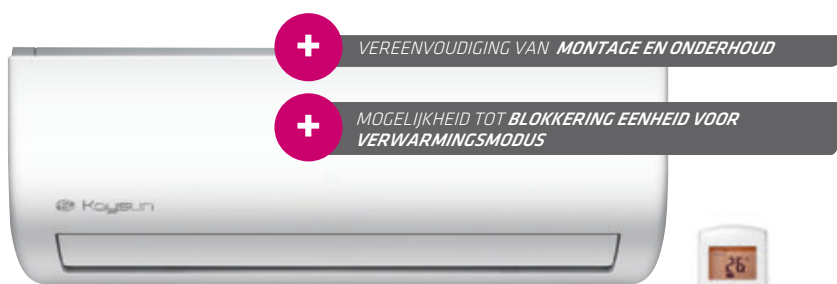 VEREENVOUDIGING VAN MONTAGE EN ONDERHOUD
MOGELIJKHEID TOT BLOKKERING EENHEID VOOR
VERWARMINGSMODUS
Kaysun
26°